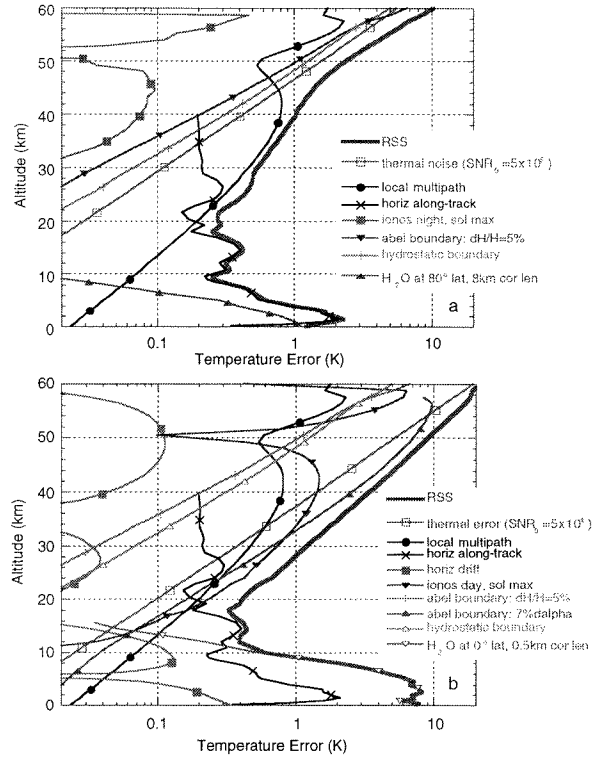 60
50
40
30
20
10
0
Altitude (km)
RSS
thermal noise (SNR5=5x10⁵)
local multipath
horiz along-track
ionos night, sol max
abel boundary: dH/H=5%
hydrostatic boundary
H2O at 80° lat, 8km cor len
a
0.1 1 10
Temperature Error (K)
60
50
40
30
20
10
0
Altitude (km)
RSS
thermal error (SNR5=5x10⁴)
local multipath
horiz along-track
horiz drift
ionos day, sol max
abel boundary: dH/H=5%
abel boundary: 7%dalpha
hydrostatic boundary
H2O at 0° lat, 0.5km cor len
b
0.1 1 10
Temperature Error (K)